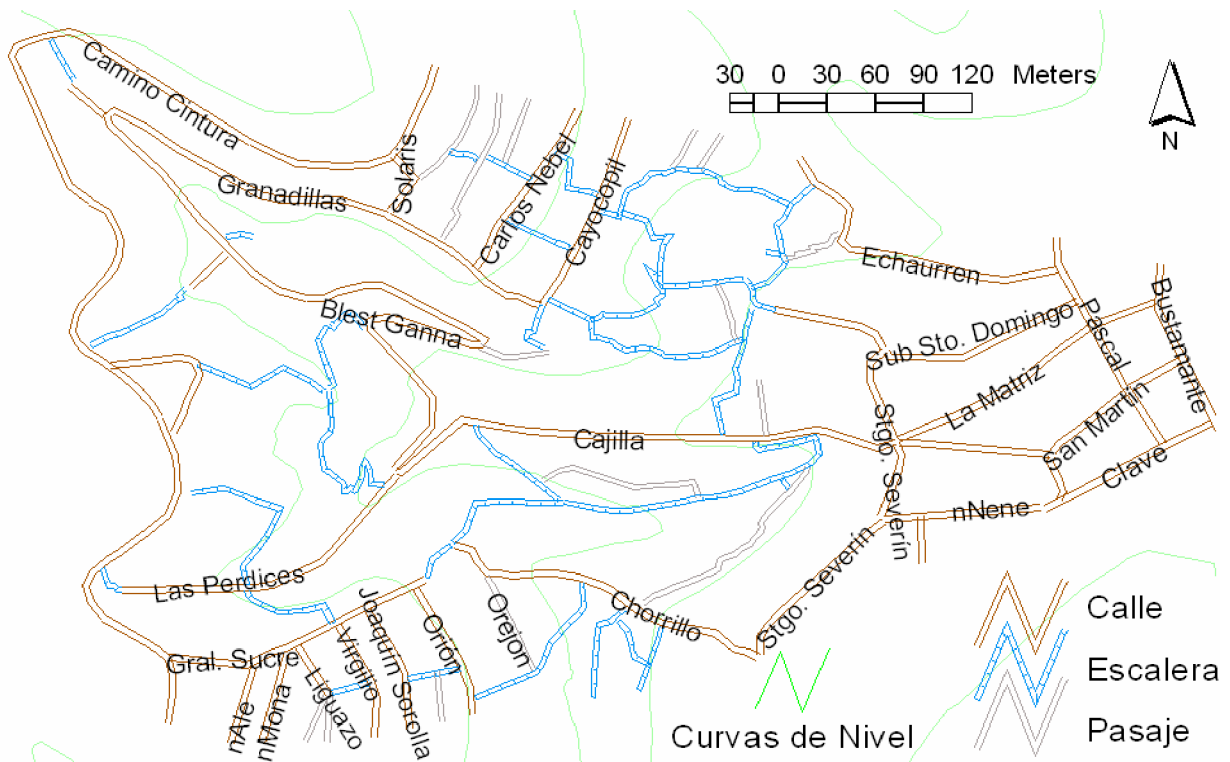 30 0 30 60 90 120 Meters
N
Camino Cintura
Solaris
Granadillas
Carlos Nebel
Cayocopil
Echaurren
Blest Ganna
Sub Sto. Domingo
Pascal
Bustamante
La Matriz
San Martín
Cajilla
Stgo. Severín
Clave
nNene
Las Perdices
Stgo. Severín
Chorrillo
Orejon
Orión
Joaquín Sorolla
Virgilio
Gral. Sucre
Liguazo
nAle
nMona
Calle
Escalera
Pasaje
Curvas de Nivel